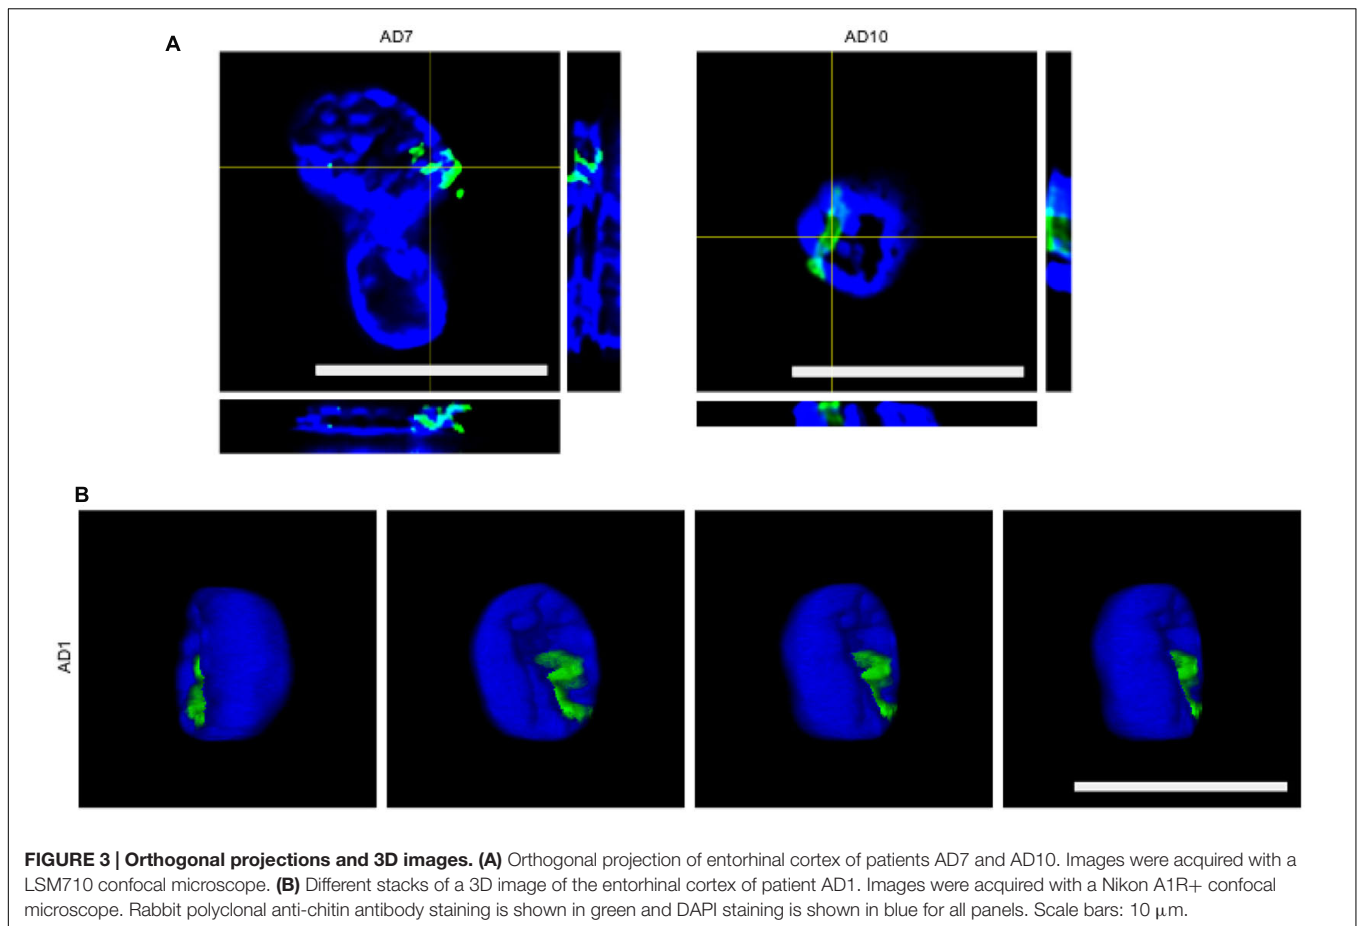 A
AD7
AD10
B
AD1
FIGURE 3 | Orthogonal projections and 3D images. (A) Orthogonal projection of entorhinal cortex of patients AD7 and AD10. Images were acquired with a
LSM710 confocal microscope. (B) Different stacks of a 3D image of the entorhinal cortex of patient AD1. Images were acquired with a Nikon A1R+ confocal
microscope. Rabbit polyclonal anti-chitin antibody staining is shown in green and DAPI staining is shown in blue for all panels. Scale bars: 10 μm.